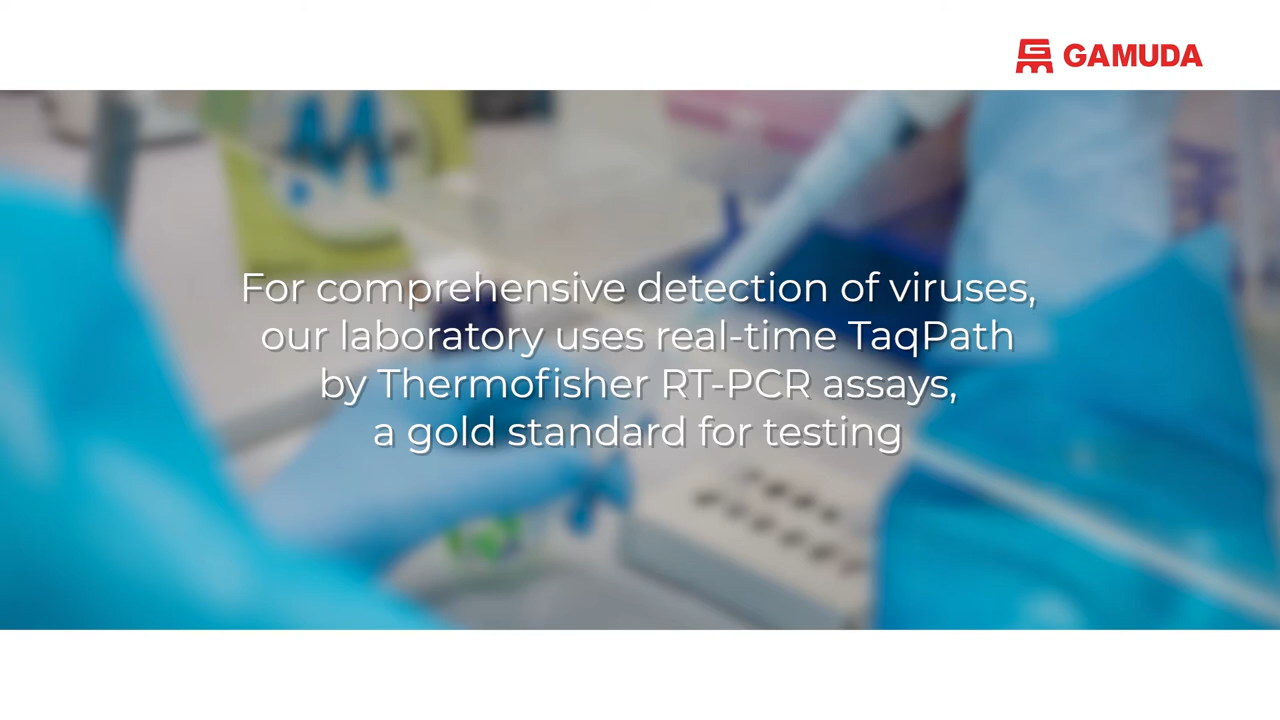 GAMUDA
For comprehensive detection of viruses,
our laboratory uses real-time TaqPath
by Thermofisher RT-PCR assays,
a gold standard for testing